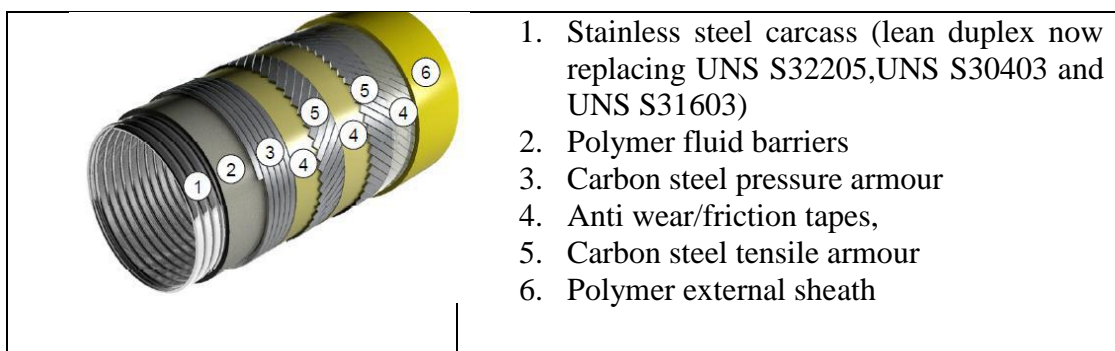 1
2
3
4
5
4
5
4
6
1. Stainless steel carcass (lean duplex now
replacing UNS S32205,UNS S30403 and
UNS S31603)
2. Polymer fluid barriers
3. Carbon steel pressure armour
4. Anti wear/friction tapes,
5. Carbon steel tensile armour
6. Polymer external sheath